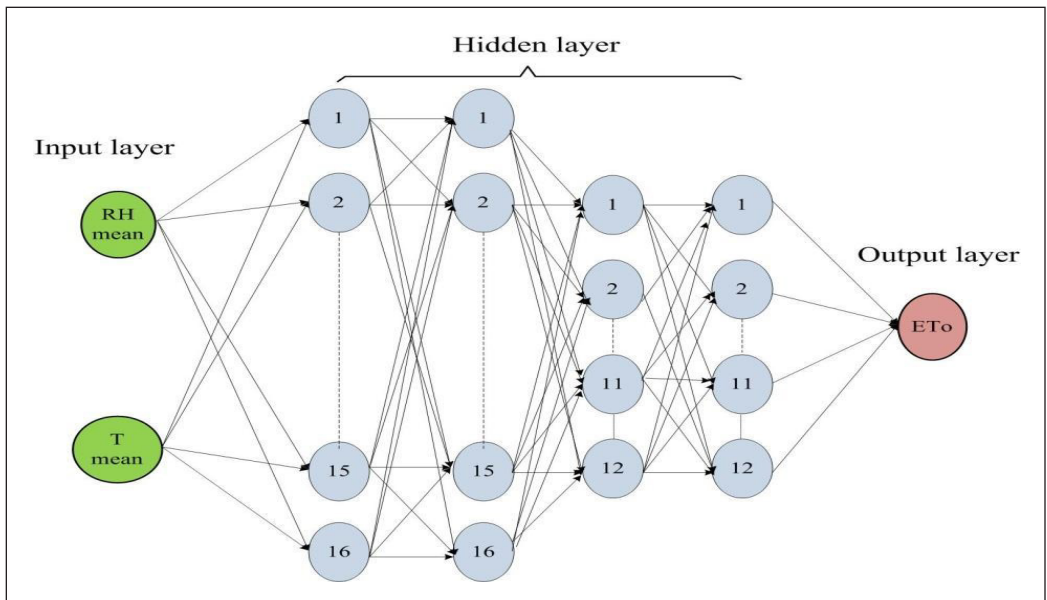 Hidden layer
Input layer
RH
mean
T
mean
1
2
15
16
1
2
15
16
1
2
11
12
1
2
11
12
Output layer
ETo